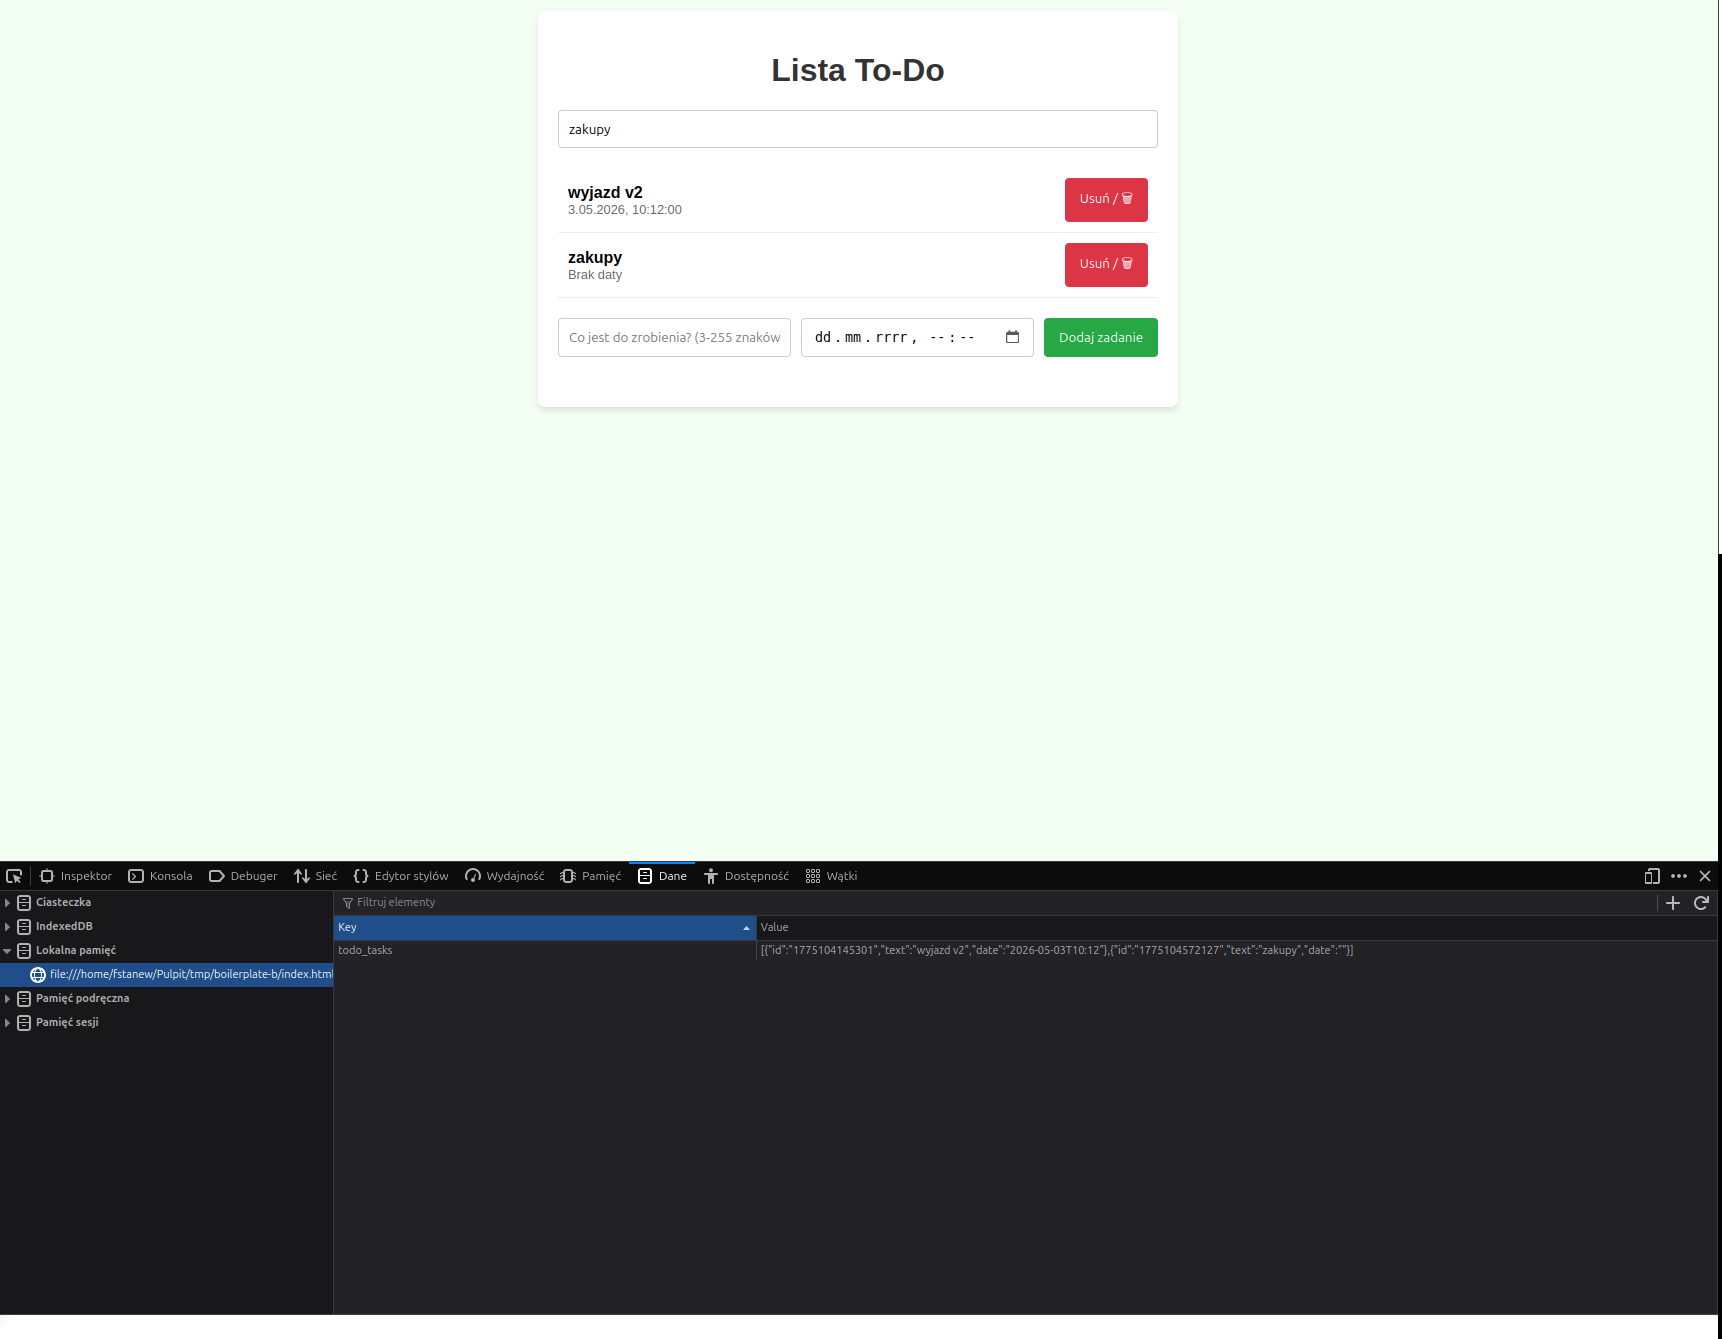 Lista To-Do
zakupy
wyjazd v2
3.05.2026, 10:12:00
Usuń / 🗑
zakupy
Brak daty
Usuń / 🗑
Co jest do zrobienia? (3-255 znaków
dd.mm.rrrr, --:--
Dodaj zadanie
Inspektor Konsola Debuger Sieć Edytor stylów Wydajność Pamięć Dane Dostępność Wątki
Ciasteczka
IndexedDB
Lokalna pamięć
file:///home/fstanew/Pulpit/tmp/boilerplate-b/index.html
Pamięć podręczna
Pamięć sesji
Filtruj elementy
Key Value
todo_tasks [{"id":"1775104145301","text":"wyjazd v2","date":"2026-05-03T10:12"},{"id":"1775104572127","text":"zakupy","date":""}]